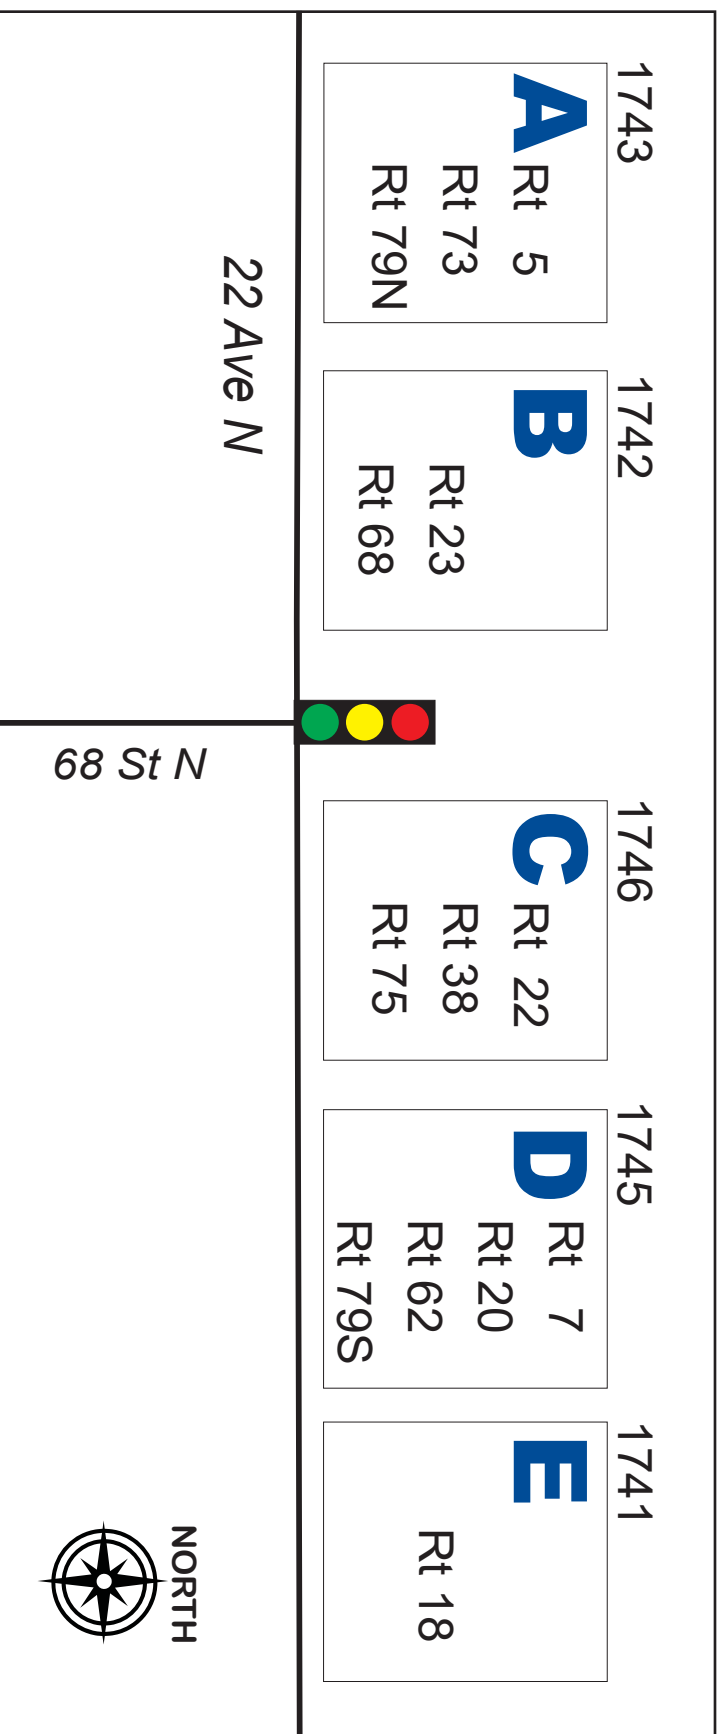 1743
A
Rt 5
Rt 73
Rt 79N
1742
B
Rt 23
Rt 68
1746
C
Rt 22
Rt 38
Rt 75
1745
D
Rt 7
Rt 20
Rt 62
Rt 79S
1741
E
Rt 18
22 Ave N
68 St N
NORTH